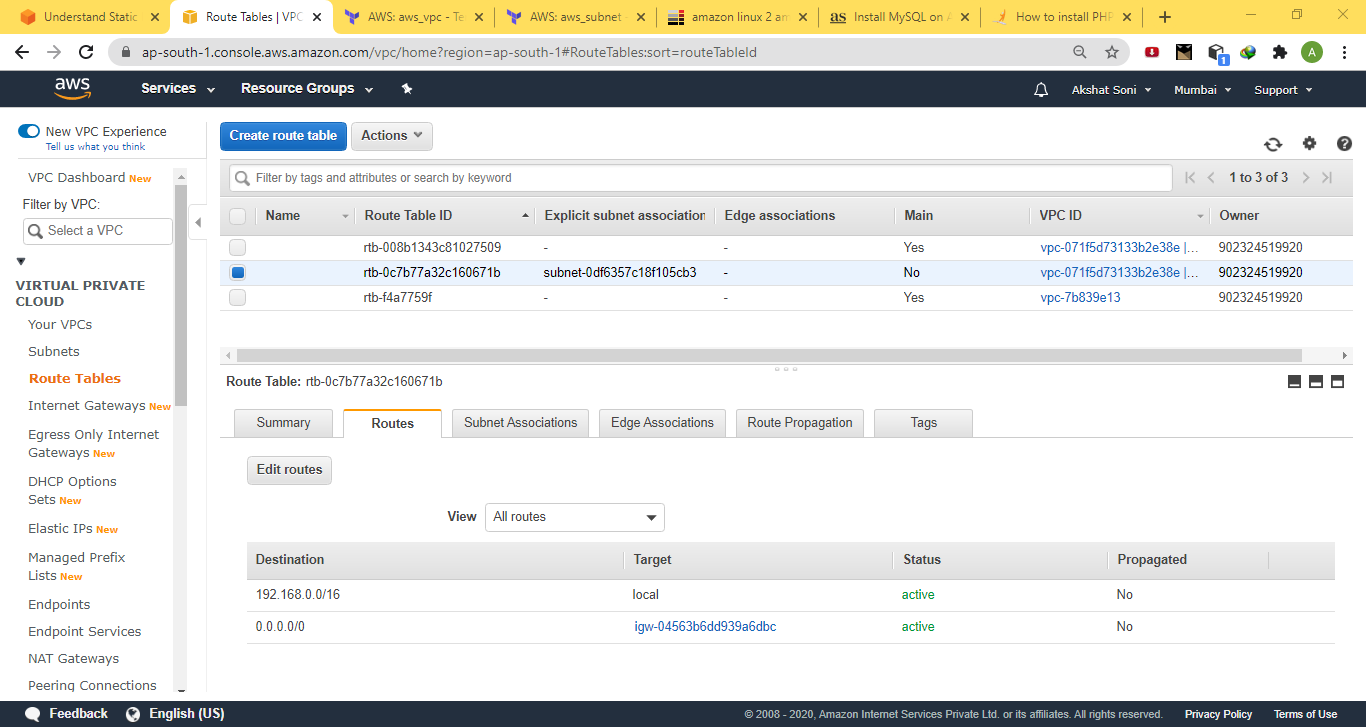 Understand Static
Route Tables | VPC
AWS: aws_vpc - Te
AWS: aws_subnet
amazon linux 2 am
as Install MySQL on A
How to install PHP
ap-south-1.console.aws.amazon.com/vpc/home?region=ap-south-1#RouteTables:sort=routeTableId
1
A
aws Services Resource Groups Akshat Soni Mumbai Support
New VPC Experience
Tell us what you think
VPC Dashboard New
Filter by VPC:
Select a VPC
VIRTUAL PRIVATE
CLOUD
Your VPCs
Subnets
Route Tables
Internet Gateways New
Egress Only Internet
Gateways New
DHCP Options
Sets New
Elastic IPs New
Managed Prefix
Lists New
Endpoints
Endpoint Services
NAT Gateways
Peering Connections
Create route table Actions
Filter by tags and attributes or search by keyword 1 to 3 of 3
Name Route Table ID Explicit subnet association Edge associations Main VPC ID Owner
rtb-008b1343c81027509 - - Yes vpc-071f5d73133b2e38e |... 902324519920
rtb-0c7b77a32c160671b subnet-0df6357c18f105cb3 - No vpc-071f5d73133b2e38e |... 902324519920
rtb-f4a7759f - - Yes vpc-7b839e13 902324519920
Route Table: rtb-0c7b77a32c160671b
Summary Routes Subnet Associations Edge Associations Route Propagation Tags
Edit routes
View All routes
Destination Target Status Propagated
192.168.0.0/16 local active No
0.0.0.0/0 igw-04563b6dd939a6dbc active No
Feedback English (US) © 2008 - 2020, Amazon Internet Services Private Ltd. or its affiliates. All rights reserved. Privacy Policy Terms of Use